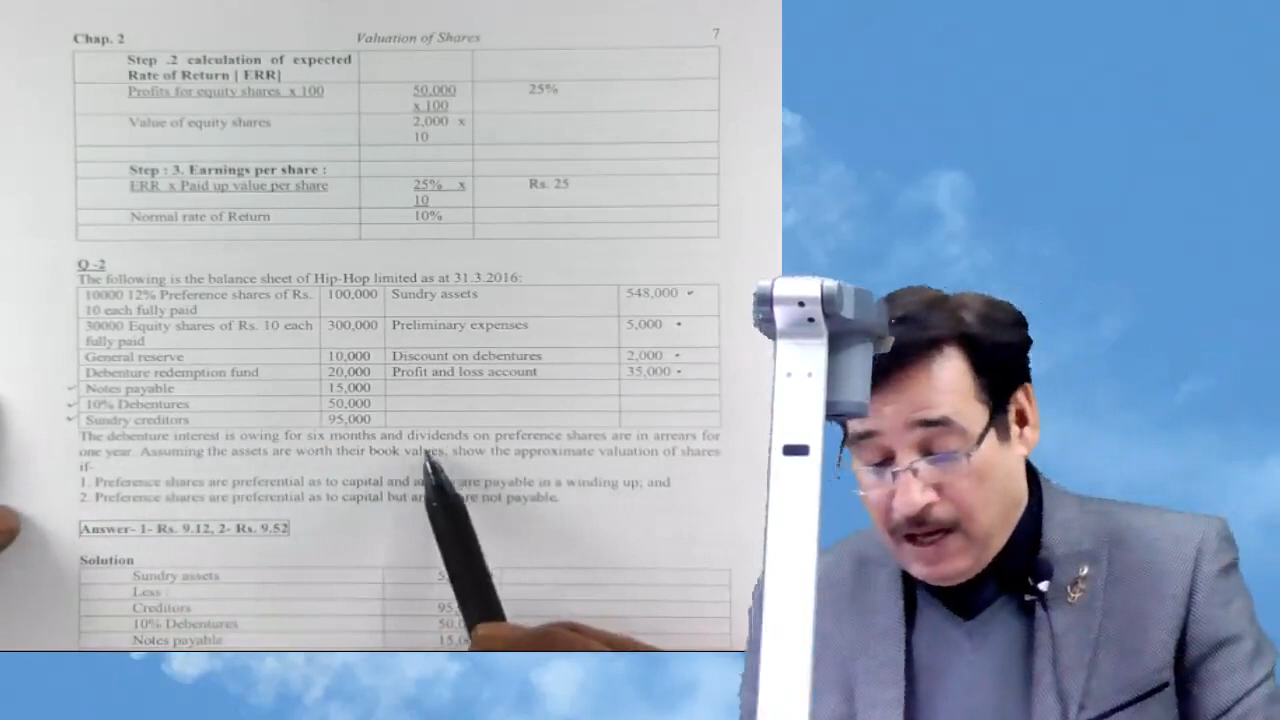 Chap. 2 Valuation of Shares 7
Step .2 calculation of expected
Rate of Return [ ERR]
Profits for equity shares x 100 50,000 25%
x 100
Value of equity shares 2,000 x
10
Step : 3. Earnings per share :
ERR x Paid up value per share 25% x Rs. 25
10
Normal rate of Return 10%
Q -2
The following is the balance sheet of Hip-Hop limited as at 31.3.2016:
10000 12% Preference shares of Rs. 100,000 Sundry assets 548,000
10 each fully paid
30000 Equity shares of Rs. 10 each 300,000 Preliminary expenses 5,000
fully paid
General reserve 10,000 Discount on debentures 2,000
Debenture redemption fund 20,000 Profit and loss account 35,000
Notes payable 15,000
10% Debentures 50,000
Sundry creditors 95,000
The debenture interest is owing for six months and dividends on preference shares are in arrears for
one year. Assuming the assets are worth their book values, show the approximate valuation of shares
if-
1. Preference shares are preferential as to capital and are payable in a winding up; and
2. Preference shares are preferential as to capital but are not payable.
Answer- 1- Rs. 9.12, 2- Rs. 9.52
Solution
Sundry assets
Less :
Creditors 95,
10% Debentures 50,
Notes payable 15,